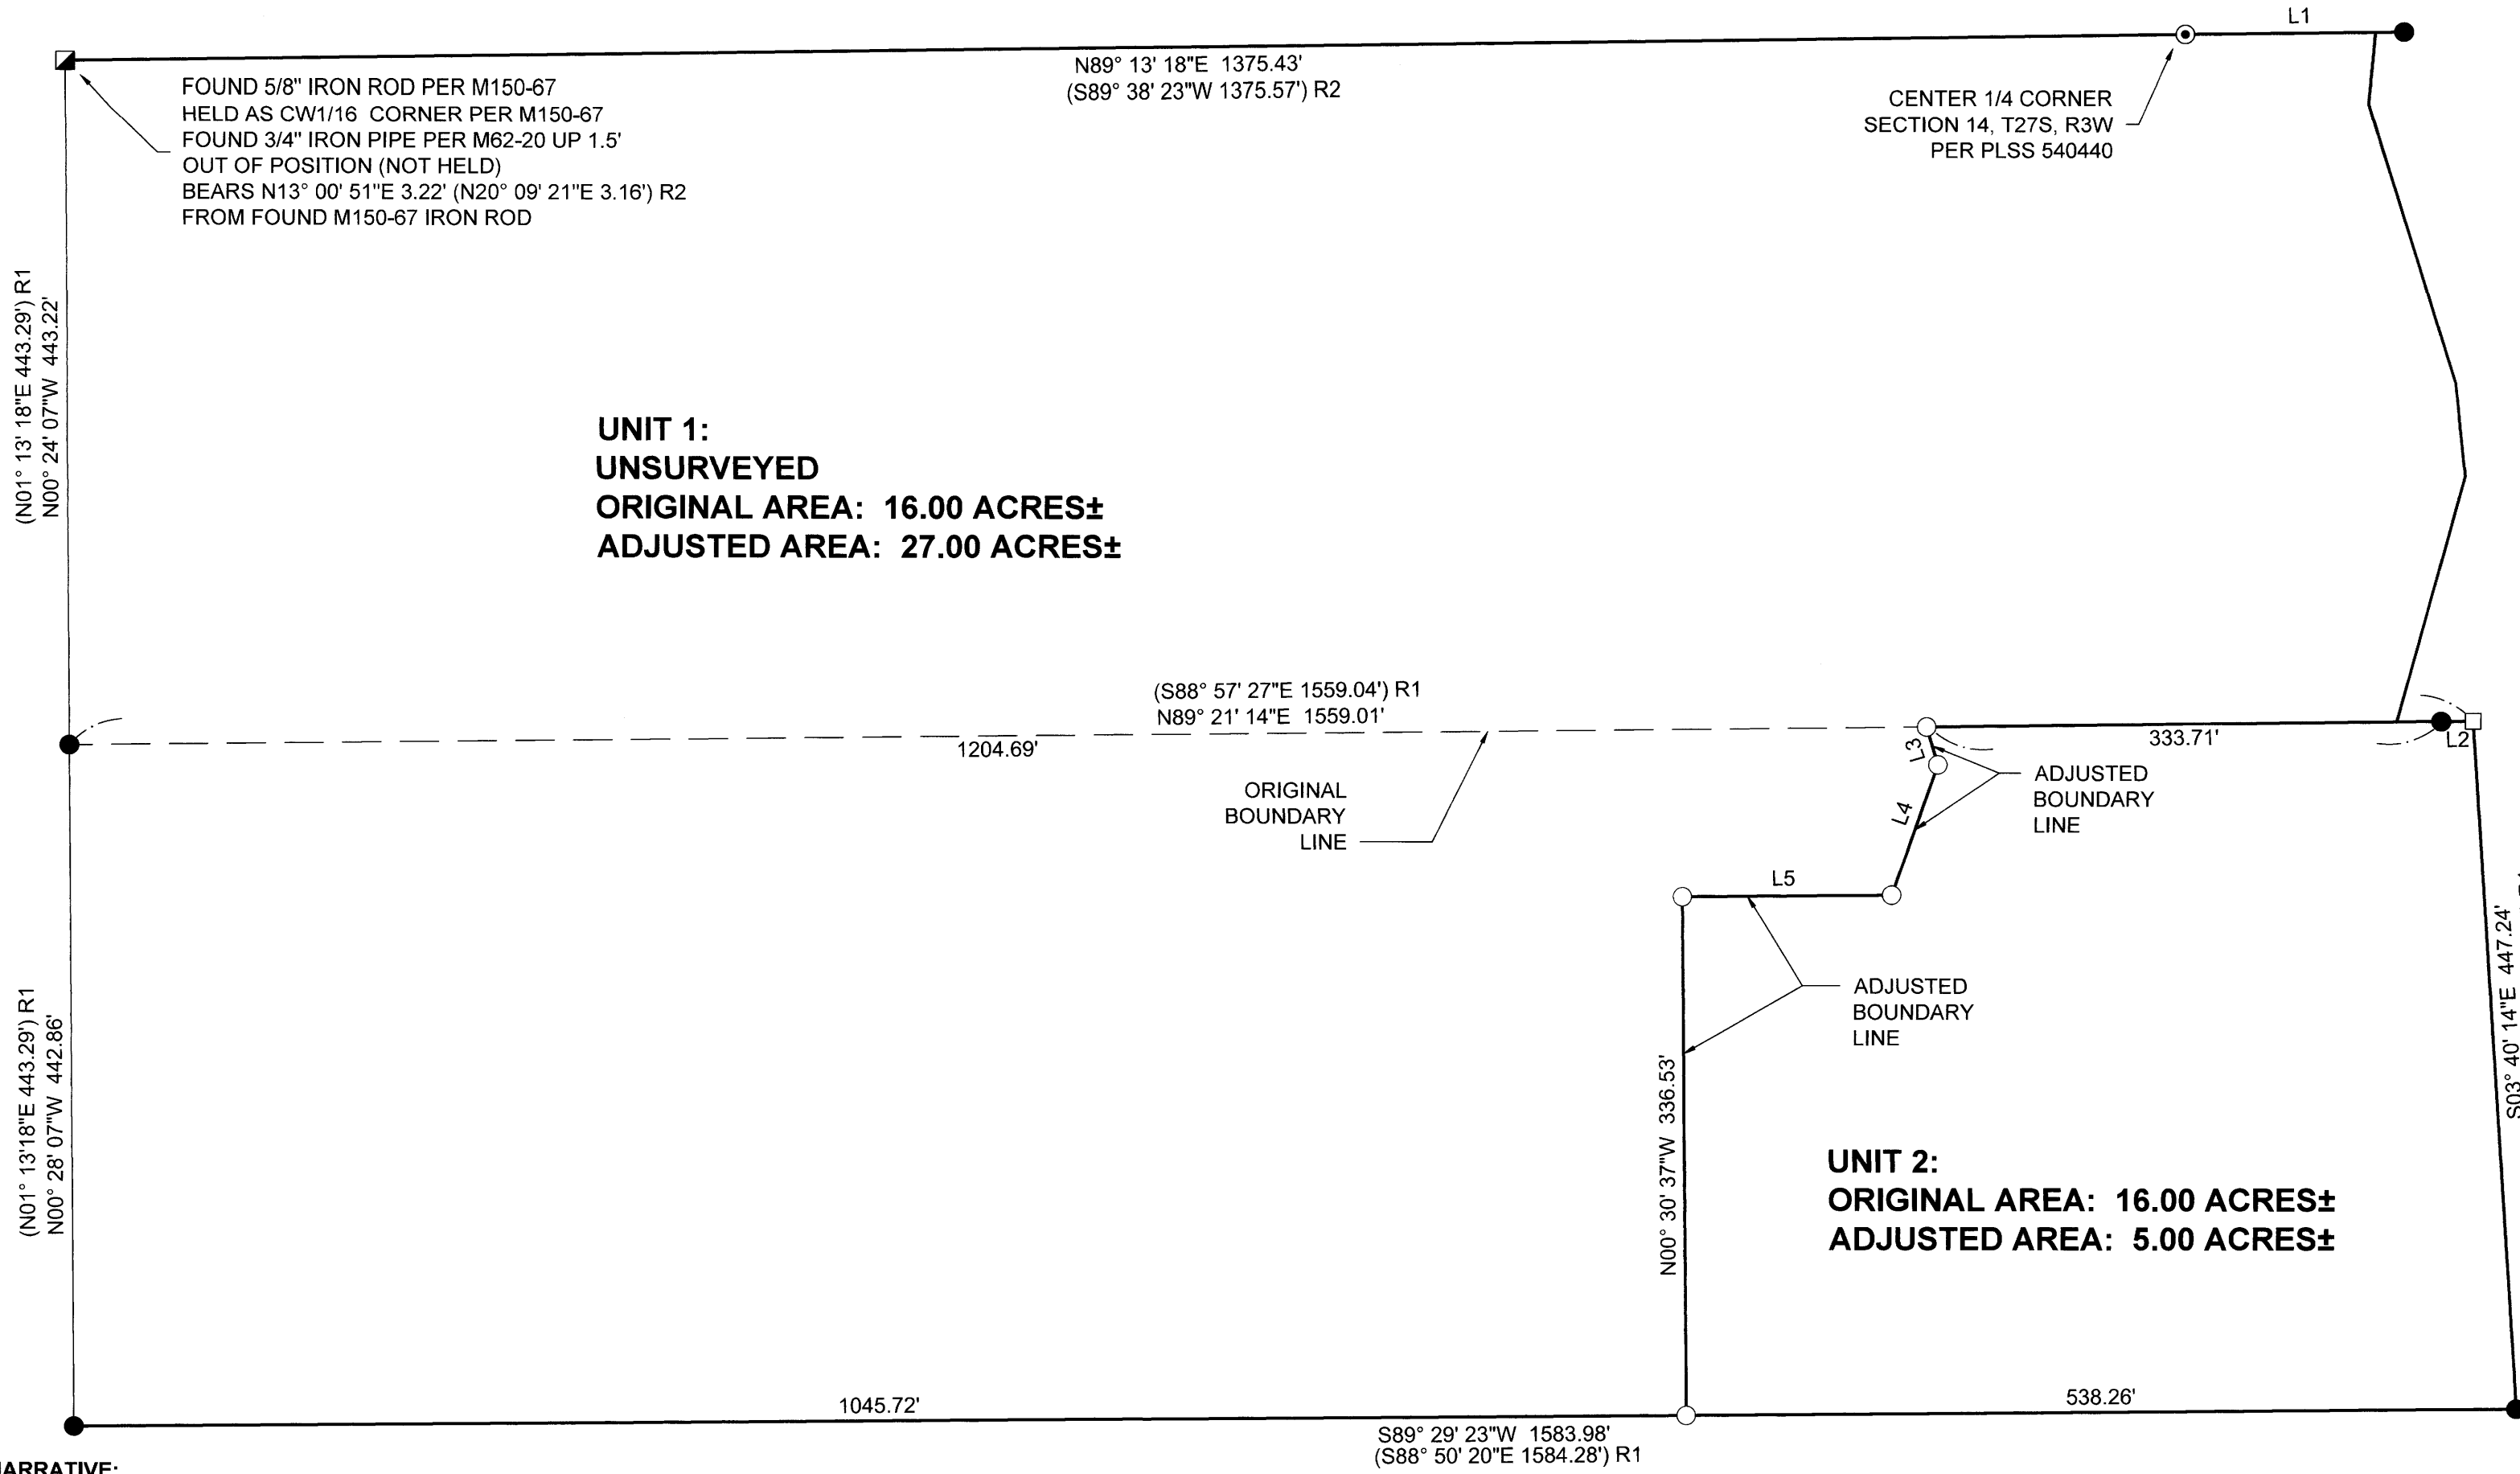 L1
N89° 13' 18"E 1375.43'
(S89° 38' 23"W 1375.57') R2
FOUND 5/8" IRON ROD PER M150-67
HELD AS CW1/16 CORNER PER M150-67
FOUND 3/4" IRON PIPE PER M62-20 UP 1.5'
OUT OF POSITION (NOT HELD)
BEARS N13° 00' 51"E 3.22' (N20° 09' 21"E 3.16') R2
FROM FOUND M150-67 IRON ROD
CENTER 1/4 CORNER
SECTION 14, T27S, R3W
PER PLSS 540440
(N01° 13' 18"E 443.29') R1
N00° 24' 07"W 443.22'
UNIT 1:
UNSURVEYED
ORIGINAL AREA: 16.00 ACRES±
ADJUSTED AREA: 27.00 ACRES±
(S88° 57' 27"E 1559.04') R1
N89° 21' 14"E 1559.01'
1204.69'
333.71'
L2
L3
ORIGINAL
BOUNDARY
LINE
ADJUSTED
BOUNDARY
LINE
L4
L5
S03° 40' 14"E 447.24'
ADJUSTED
BOUNDARY
LINE
(N01° 13'18"E 443.29') R1
N00° 28' 07"W 442.86'
N00° 30' 37"W 336.53'
UNIT 2:
ORIGINAL AREA: 16.00 ACRES±
ADJUSTED AREA: 5.00 ACRES±
1045.72'
538.26'
S89° 29' 23"W 1583.98'
(S88° 50' 20"E 1584.28') R1
NARRATIVE: